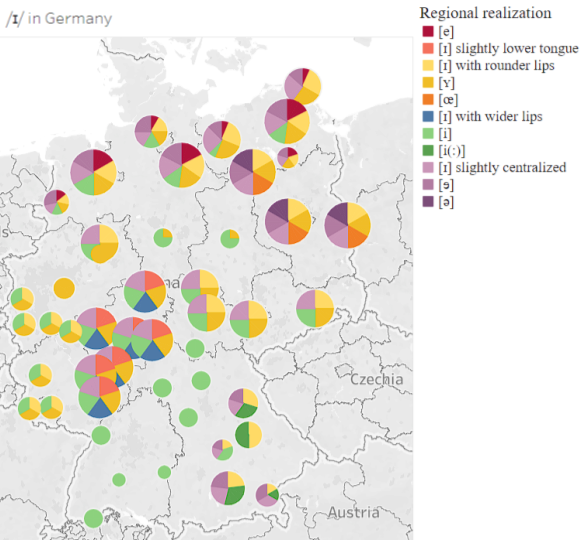 /ɪ/ in Germany
Regional realization
[e]
[ɪ] slightly lower tongue
[ɪ] with rounder lips
[ʏ]
[œ]
[ɪ] with wider lips
[i]
[i(:)]
[ɪ] slightly centralized
[ɘ]
[ə]
Czechia
Austria